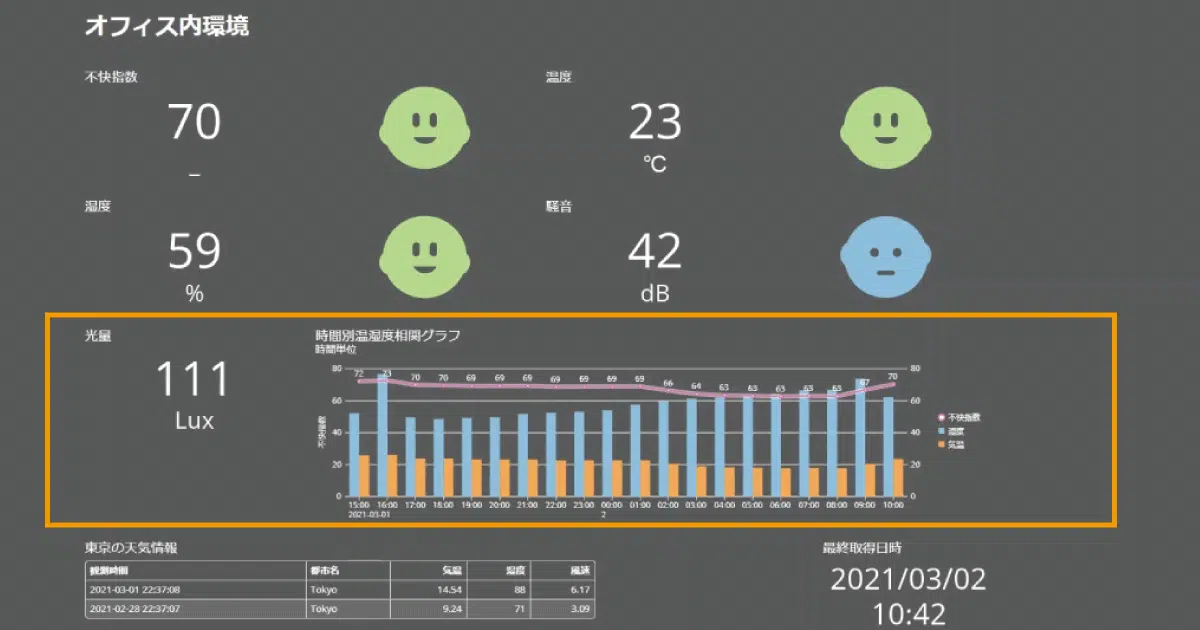 オフィス内環境
不快指数
70
–
温度
23
℃
湿度
59
%
騒音
42
dB
光量
111
Lux
時間別温湿度相関グラフ
時間単位
不快指数
80
60
40
20
0
80
60
40
20
0
72 73 70 70 69 69 69 69 69 69 69 66 64 63 63 63 63 63 67 70
15:00 16:00 17:00 18:00 19:00 20:00 21:00 22:00 23:00 00:00 01:00 02:00 03:00 04:00 05:00 06:00 07:00 08:00 09:00 10:00
2021-03-01 2
不快指数
湿度
気温
東京の天気情報
観測時間 都市名 気温 湿度 風速
2021-03-01 22:37:08 Tokyo 14.54 88 6.17
2021-02-28 22:37:07 Tokyo 9.24 71 3.09
最終取得日時
2021/03/02
10:42